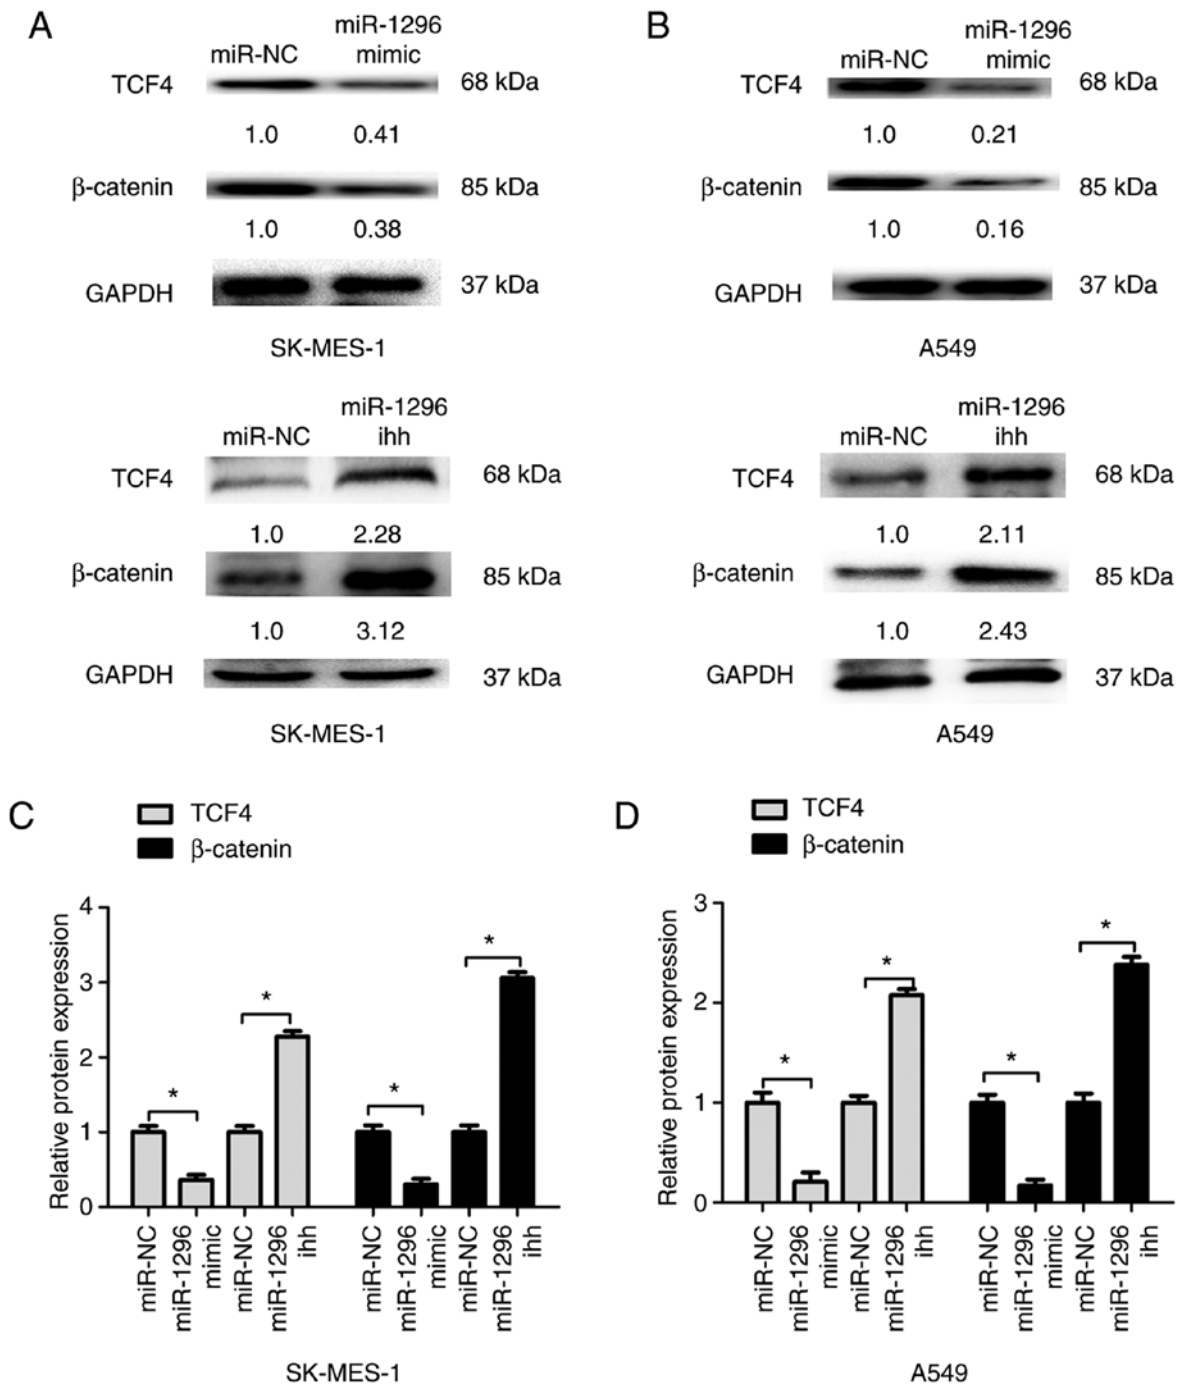 A
miR-NC
miR-1296
mimic
TCF4
68 kDa
1.0 0.41
β-catenin
85 kDa
1.0 0.38
GAPDH
37 kDa
SK-MES-1
miR-NC
miR-1296
ihh
TCF4
68 kDa
1.0 2.28
β-catenin
85 kDa
1.0 3.12
GAPDH
37 kDa
SK-MES-1
B
miR-NC
miR-1296
mimic
TCF4
68 kDa
1.0 0.21
β-catenin
85 kDa
1.0 0.16
GAPDH
37 kDa
A549
miR-NC
miR-1296
ihh
TCF4
68 kDa
1.0 2.11
β-catenin
85 kDa
1.0 2.43
GAPDH
37 kDa
A549
C
TCF4
β-catenin
Relative protein expression
4
3
2
1
0
*
*
*
*
miR-NC
miR-1296
mimic
miR-NC
miR-1296
ihh
miR-NC
miR-1296
mimic
miR-NC
miR-1296
ihh
SK-MES-1
D
TCF4
β-catenin
Relative protein expression
3
2
1
0
*
*
*
*
miR-NC
miR-1296
mimic
miR-NC
miR-1296
ihh
miR-NC
miR-1296
mimic
miR-NC
miR-1296
ihh
A549